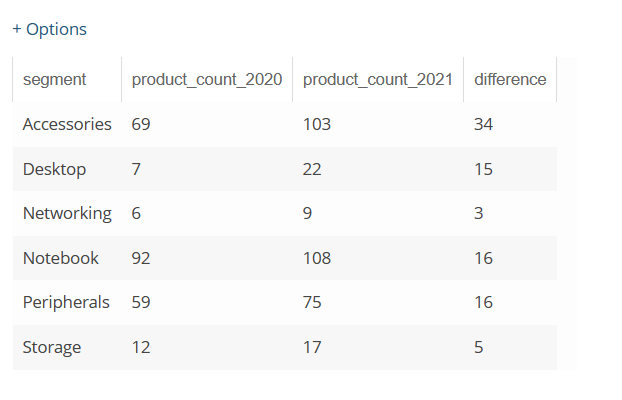 + Options
segment product_count_2020 product_count_2021 difference
Accessories 69 103 34
Desktop 7 22 15
Networking 6 9 3
Notebook 92 108 16
Peripherals 59 75 16
Storage 12 17 5